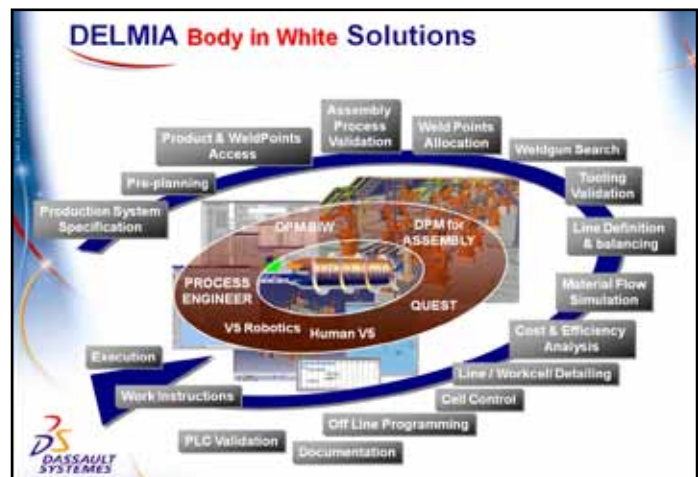 DELMIA Body in White Solutions
Production System
Specification
Pre-planning
Product & WeldPoints
Access
Assembly
Process
Validation
Weld Points
Allocation
Weldgun Search
Tooling
Validation
Line Definition
& balancing
Material Flow
Simulation
Cost & Efficiency
Analysis
Line / Workcell Detailing
Cell Control
Off Line Programming
Documentation
PLC Validation
Work Instructions
Execution
DPM BIW
DPM for
ASSEMBLY
PROCESS
ENGINEER
QUEST
V5 Robotics
Human V5
DASSAULT
SYSTEMES